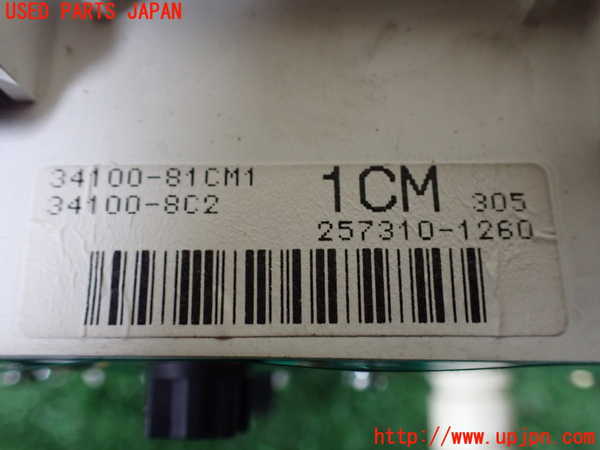 USED PARTS JAPAN
34100-81CM1
1CM 305
34100-8C2
257310-1260
http://www.upjpn.com